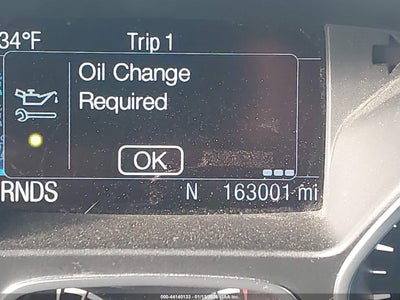 34°F Trip 1
Oil Change
Required
OK
RNDS N 163001 mi